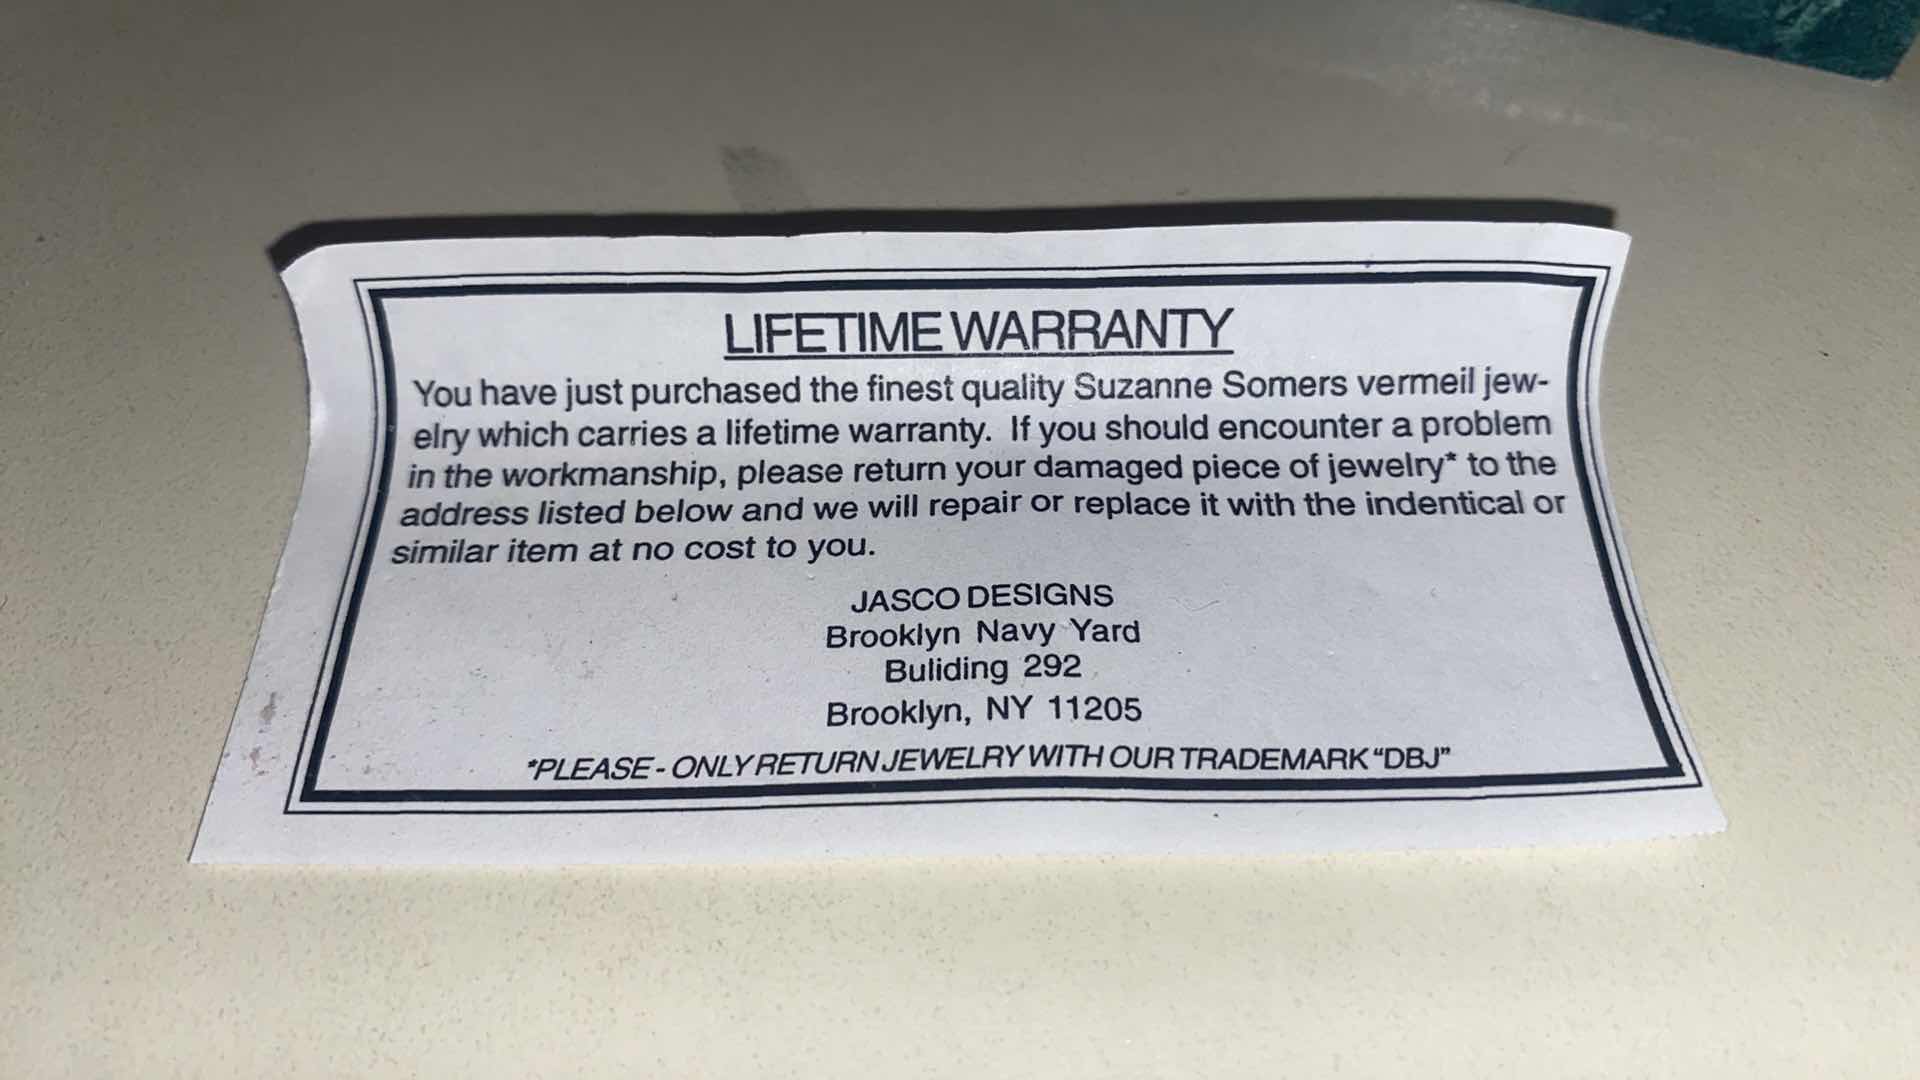 LIFETIME WARRANTY
You have just purchased the finest quality Suzanne Somers vermeil jew-
elry which carries a lifetime warranty. If you should encounter a problem
in the workmanship, please return your damaged piece of jewelry* to the
address listed below and we will repair or replace it with the indentical or
similar item at no cost to you.
JASCO DESIGNS
Brooklyn Navy Yard
Buliding 292
Brooklyn, NY 11205
*PLEASE - ONLY RETURN JEWELRY WITH OUR TRADEMARK “DBJ”